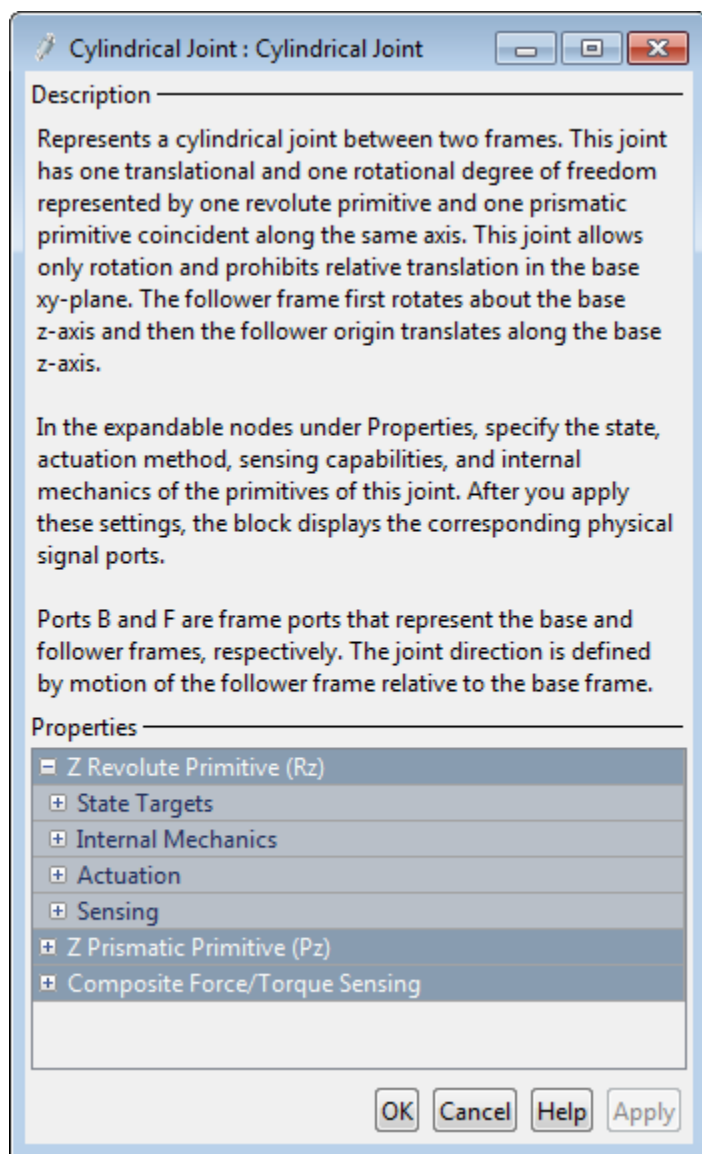 Cylindrical Joint : Cylindrical Joint
Description
Represents a cylindrical joint between two frames. This joint
has one translational and one rotational degree of freedom
represented by one revolute primitive and one prismatic
primitive coincident along the same axis. This joint allows
only rotation and prohibits relative translation in the base
xy-plane. The follower frame first rotates about the base
z-axis and then the follower origin translates along the base
z-axis.
In the expandable nodes under Properties, specify the state,
actuation method, sensing capabilities, and internal
mechanics of the primitives of this joint. After you apply
these settings, the block displays the corresponding physical
signal ports.
Ports B and F are frame ports that represent the base and
follower frames, respectively. The joint direction is defined
by motion of the follower frame relative to the base frame.
Properties
Z Revolute Primitive (Rz)
State Targets
Internal Mechanics
Actuation
Sensing
Z Prismatic Primitive (Pz)
Composite Force/Torque Sensing
OK Cancel Help Apply